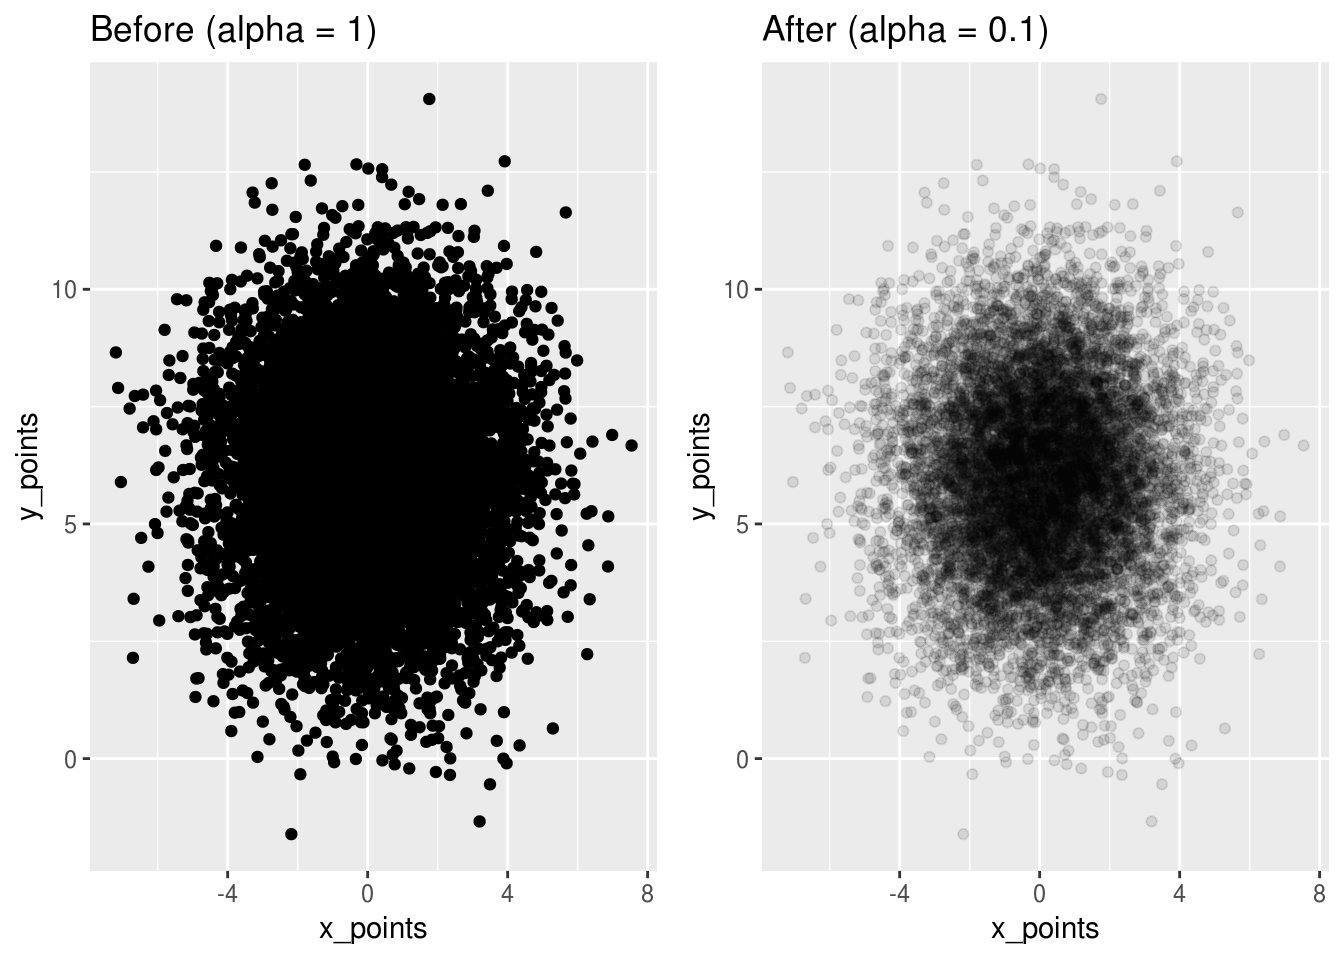 Before (alpha = 1)
y_points
10
5
0
-4
0
4
8
x_points
After (alpha = 0.1)
y_points
10
5
0
-4
0
4
8
x_points